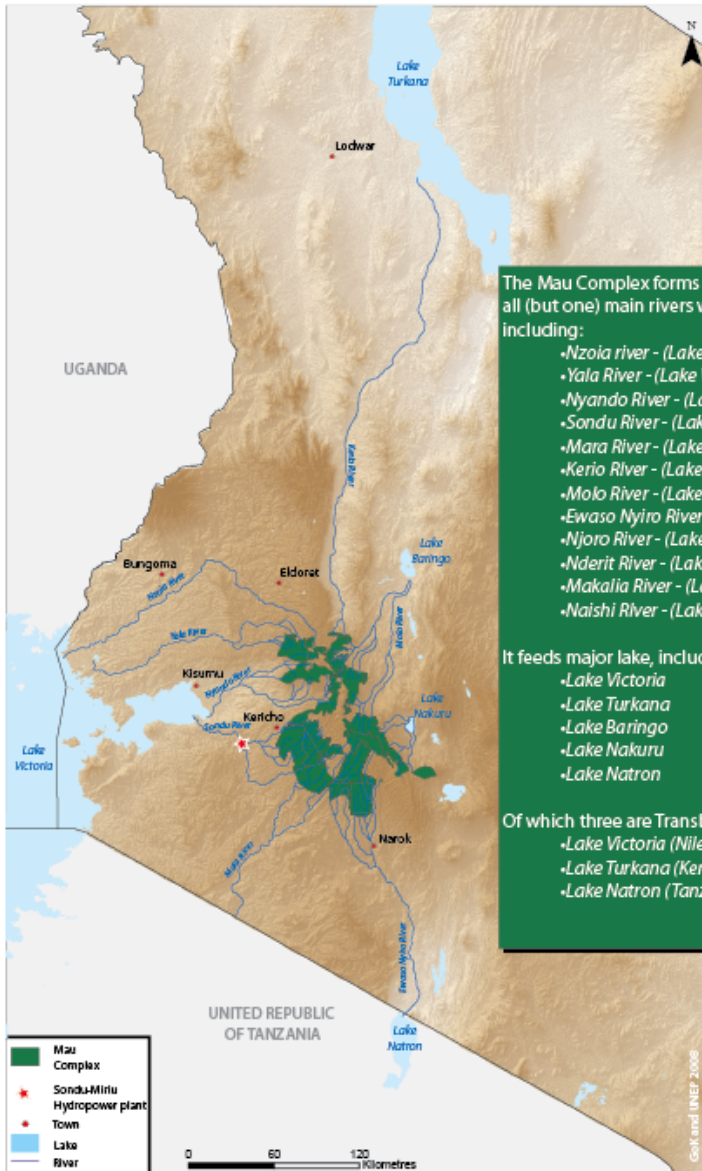 N
Lake
Turkana
Lodwar
The Mau Complex forms
all (but one) main rivers w
including:
•Nzoia river - (Lake
•Yala River - (Lake
•Nyando River - (La
•Sondu River - (Lak
•Mara River - (Lake
•Kerio River - (Lake
•Molo River - (Lake
•Ewaso Nyiro River
•Njoro River - (Lake
•Nderit River - (Lak
•Makalia River - (La
•Naishi River - (Lak
It feeds major lake, includ
•Lake Victoria
•Lake Turkana
•Lake Baringo
•Lake Nakuru
•Lake Natron
Of which three are Transb
•Lake Victoria (Nile
•Lake Turkana (Ken
•Lake Natron (Tanz
UGANDA
Kerio River
Bungoma
Eldoret
Lake
Baringo
Nzoia River
Yala River
Molo River
Kisumu
Nyando River
Kericho
Sondu River
Lake
Nakuru
Lake
Victoria
Narok
Mara River
Ewaso Nyiro River
UNITED REPUBLIC
OF TANZANIA
Lake
Natron
Mau
Complex
Sondu-Miriu
Hydropower plant
Town
Lake
River
0 60 120
Kilometres
GoK and UNEP 2008